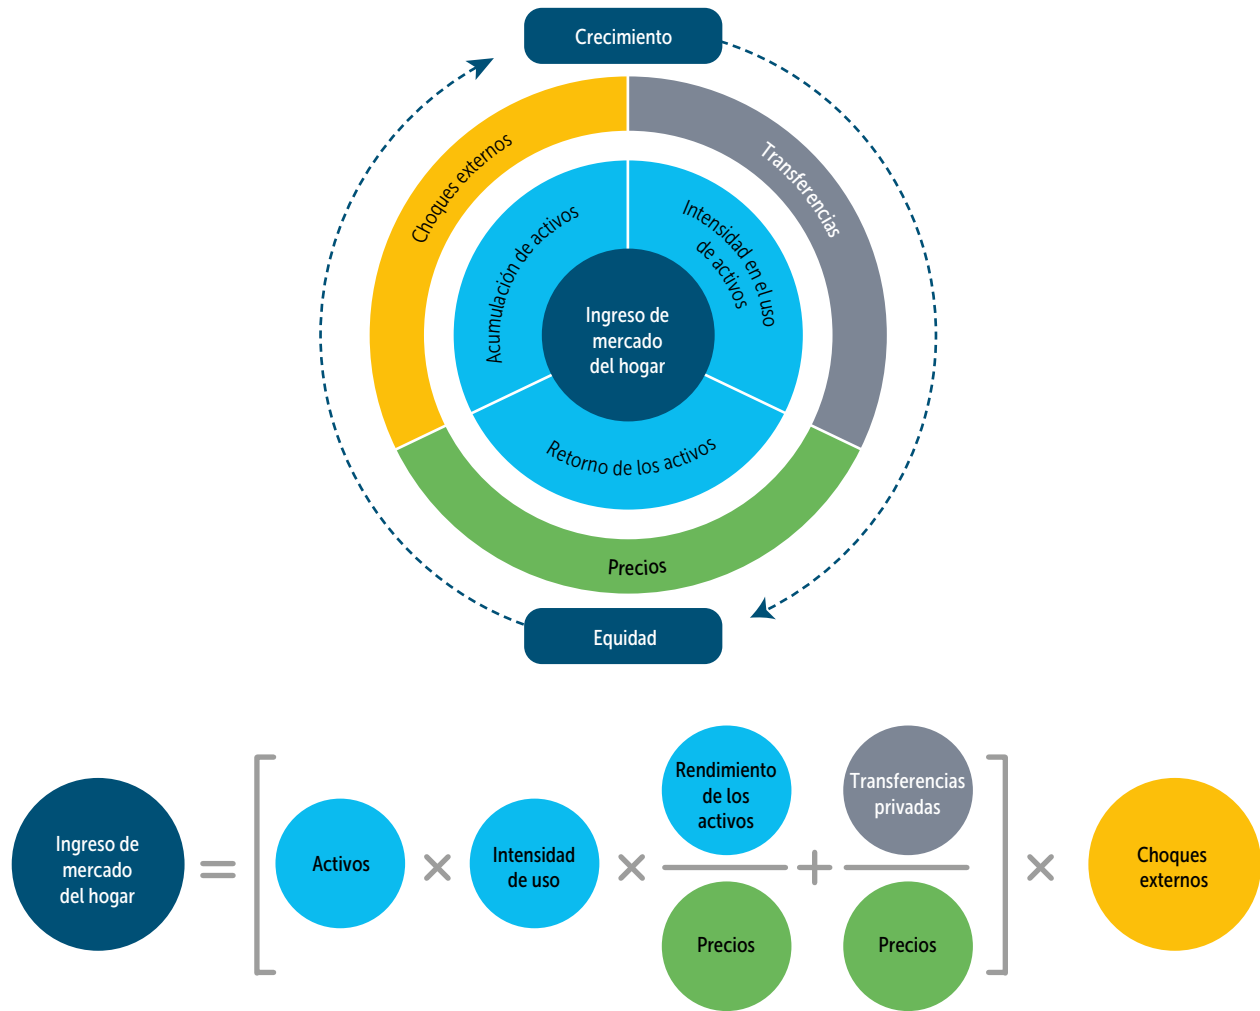 Crecimiento
Choques externos
Transferencias
Acumulación de activos
Intensidad en el uso
de activos
Ingreso de
mercado
del hogar
Retorno de los activos
Precios
Equidad
Ingreso de
mercado
del hogar
=
[
Activos
×
Intensidad
de uso
×
Rendimiento
de los
activos
Precios
+
Transferencias
privadas
Precios
]
×
Choques
externos